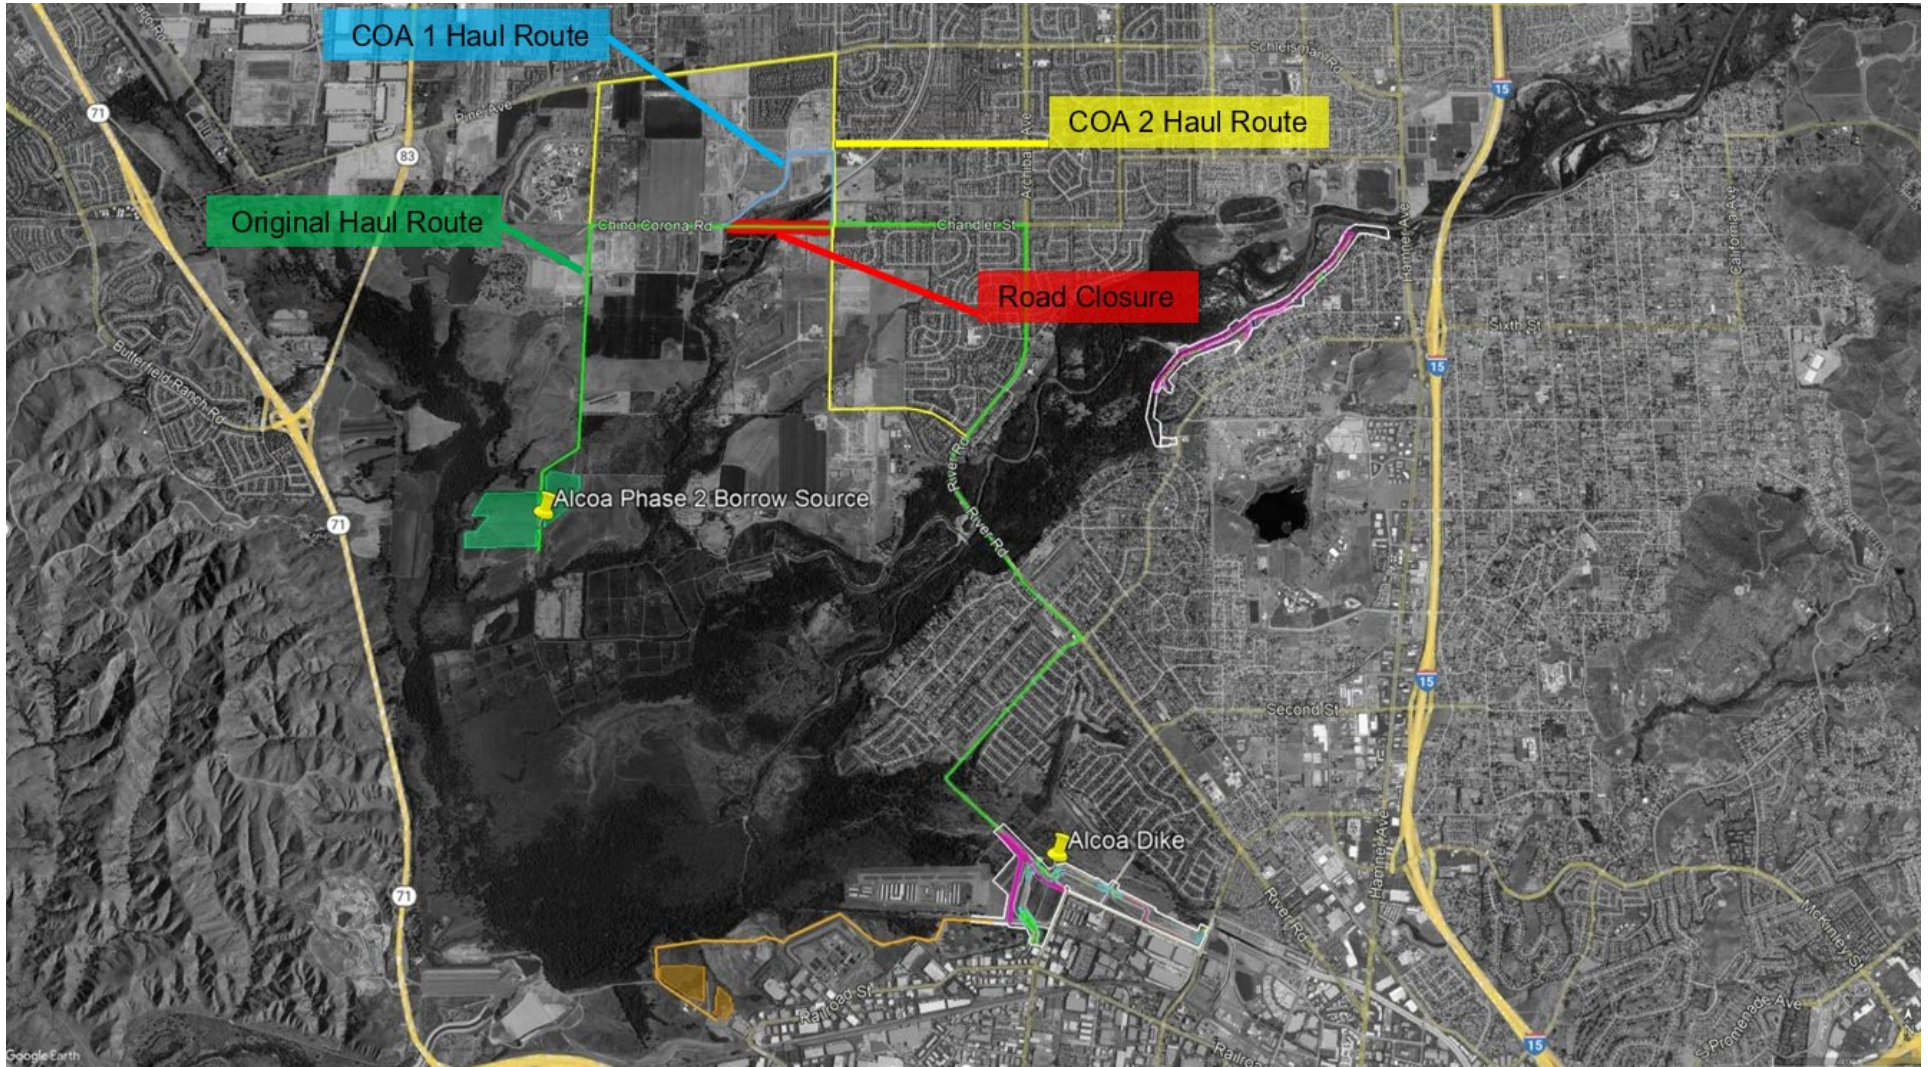 COA 1 Haul Route
Schleisman Rd
15
71
Pine Ave
COA 2 Haul Route
83
Archibald Ave
California Ave
Original Haul Route
Chino Corona Rd
Chandler St
Hamner Ave
Road Closure
Sixth St
15
Butterfield Ranch Rd
River Rd
Alcoa Phase 2 Borrow Source
71
River Rd
15
Second St
Alcoa Dike
Hamner Ave
71
River Rd
McKinley St
Railroad St
S Promenade Ave
15
Google Earth